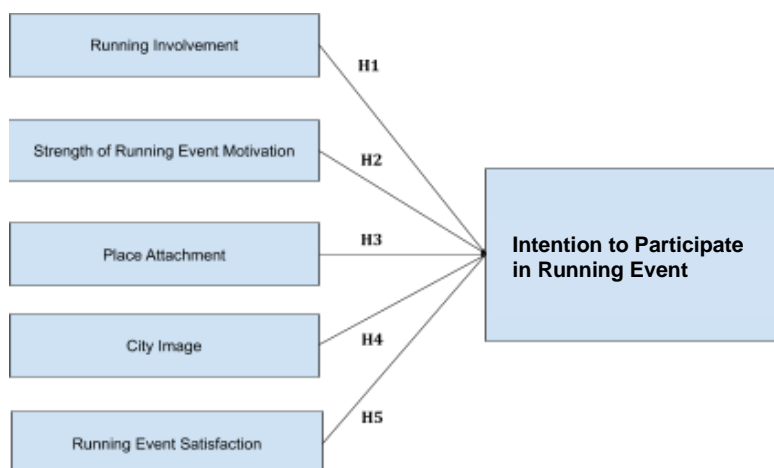 Running Involvement
H1
Strength of Running Event Motivation
H2
Place Attachment
H3
Intention to Participate
in Running Event
City Image
H4
Running Event Satisfaction
H5